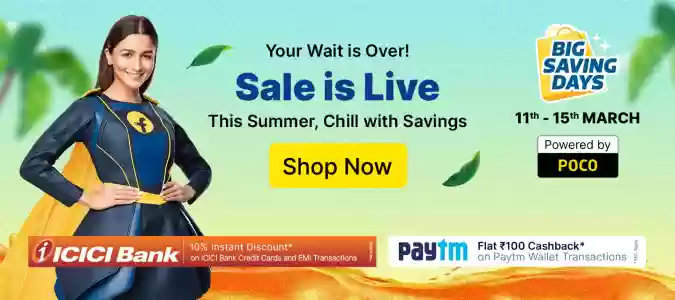 Your Wait is Over!
Sale is Live
This Summer, Chill with Savings
Shop Now
BIG
SAVING
DAYS
11th - 15th MARCH
Powered by
POCO
f
i ICICI Bank
10% Instant Discount*
on ICICI Bank Credit Cards and EMI Transactions
Paytm
Flat ₹100 Cashback*
on Paytm Wallet Transactions